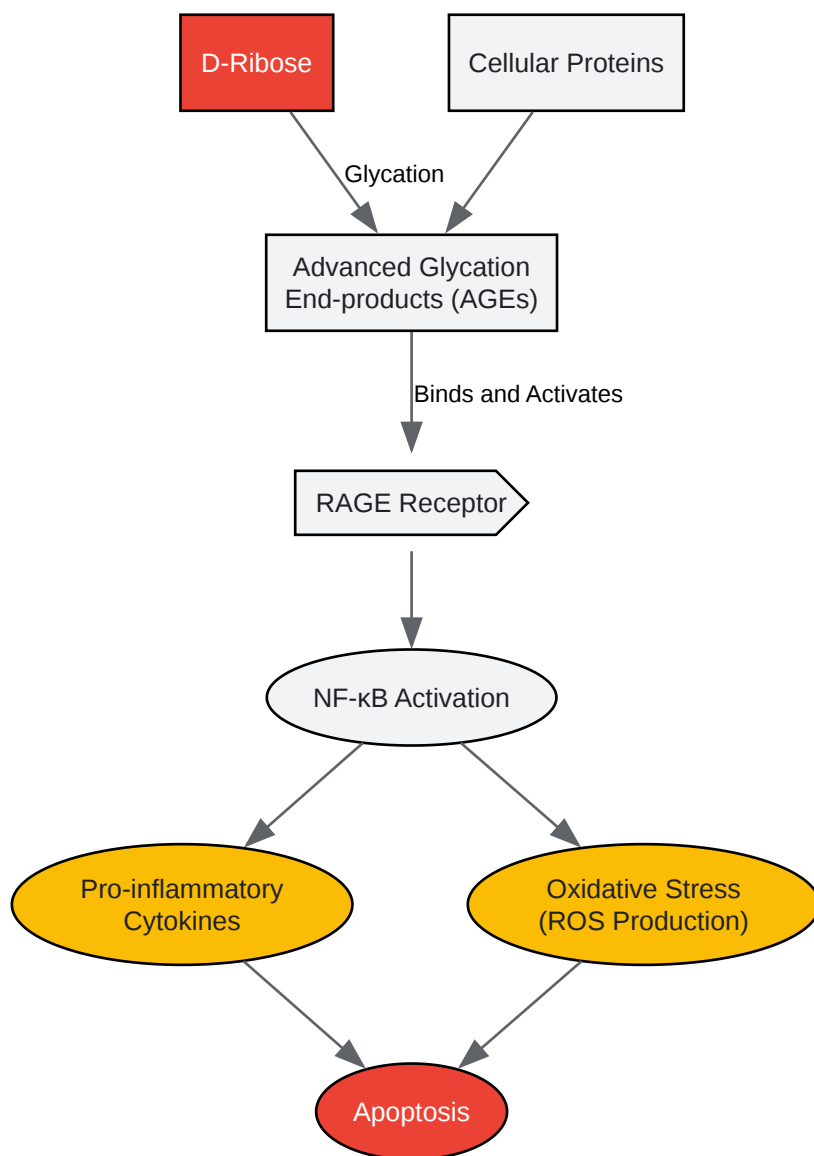 D-Ribose
Cellular Proteins
Glycation
Advanced Glycation
End-products (AGEs)
Binds and Activates
RAGE Receptor
NF-κB Activation
Pro-inflammatory
Cytokines
Oxidative Stress
(ROS Production)
Apoptosis